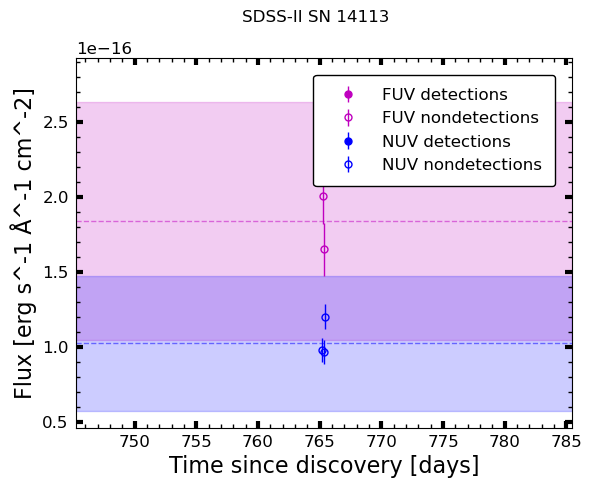 SDSS-II SN 14113
1e−16
Flux [erg s^-1 Å^-1 cm^-2]
2.5
2.0
1.5
1.0
0.5
FUV detections
FUV nondetections
NUV detections
NUV nondetections
750 755 760 765 770 775 780 785
Time since discovery [days]